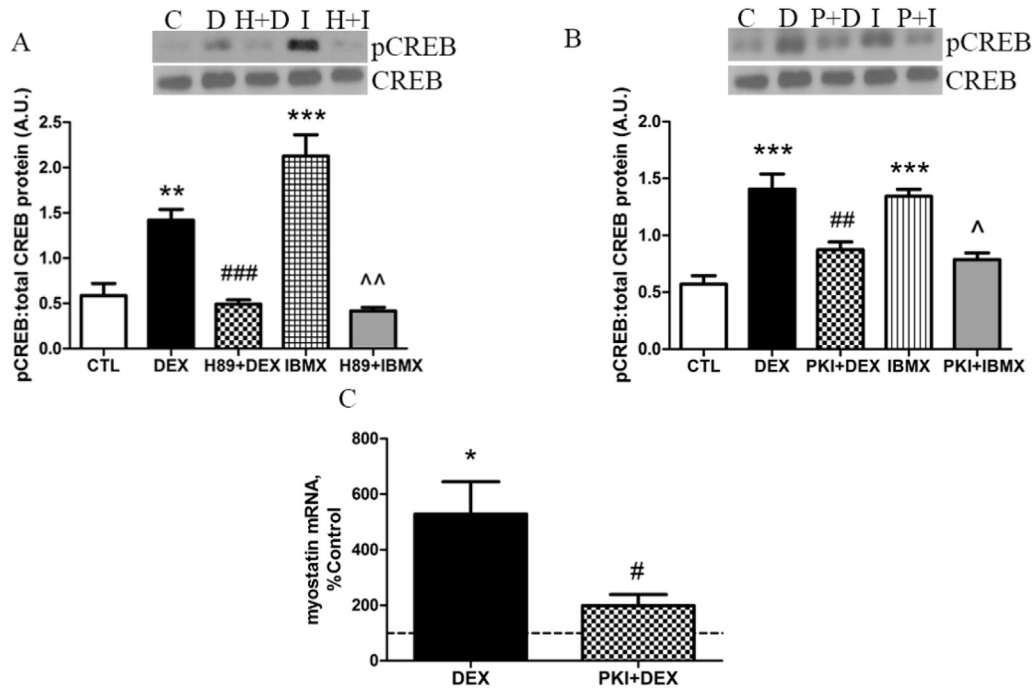 A
C D H+D I H+I
pCREB
CREB
pCREB:total CREB protein (A.U.)
2.5
2.0
1.5
1.0
0.5
0.0
**
###
***
^^
CTL DEX H89+DEX IBMX H89+IBMX
B
C D P+D I P+I
pCREB
CREB
pCREB:total CREB protein (A.U.)
2.0
1.5
1.0
0.5
0.0
***
##
***
^
CTL DEX PKI+DEX IBMX PKI+IBMX
C
myostatin mRNA,
%Control
800
600
400
200
0
*
#
DEX PKI+DEX